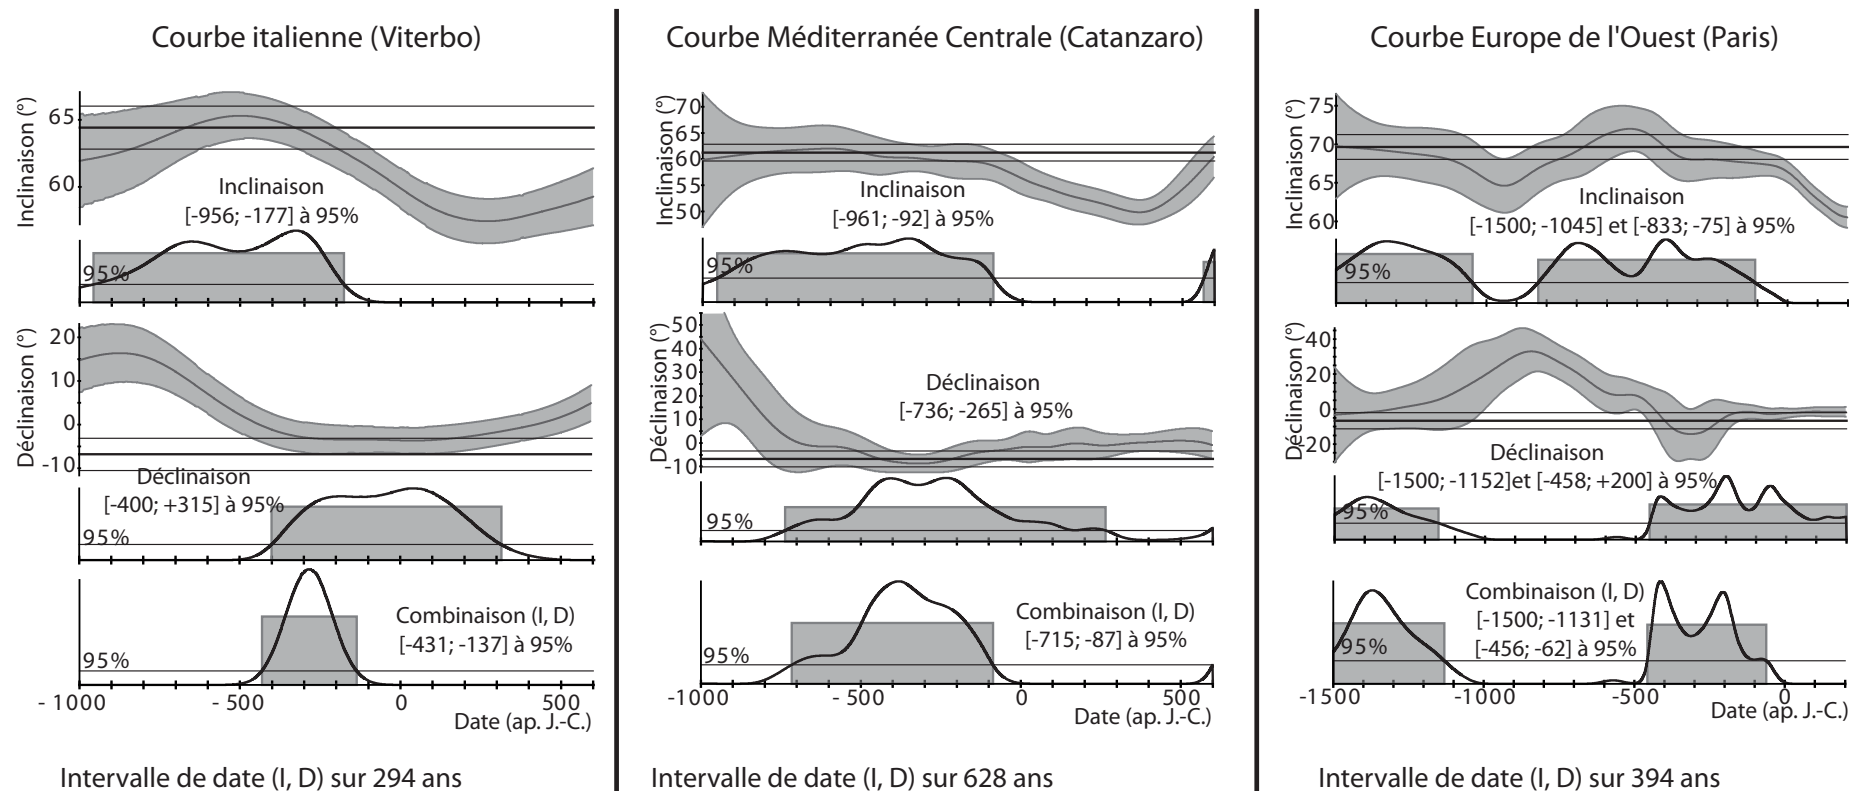 Courbe italienne (Viterbo)
Inclinaison (°)
65
60
Inclinaison
[-956; -177] à 95%
95%
Déclinaison (°)
20
10
0
-10
Déclinaison
[-400; +315] à 95%
95%
Combinaison (I, D)
[-431; -137] à 95%
95%
- 1000
- 500
0
500
Date (ap. J.-C.)
Intervalle de date (I, D) sur 294 ans
Courbe Méditerranée Centrale (Catanzaro)
Inclinaison (°)
70
65
60
55
50
Inclinaison
[-961; -92] à 95%
95%
Déclinaison (°)
50
40
30
20
10
0
-10
Déclinaison
[-736; -265] à 95%
95%
Combinaison (I, D)
[-715; -87] à 95%
95%
-1000
- 500
0
500
Date (ap. J.-C.)
Intervalle de date (I, D) sur 628 ans
Courbe Europe de l'Ouest (Paris)
Inclinaison (°)
75
70
65
60
Inclinaison
[-1500; -1045] et [-833; -75] à 95%
95%
Déclinaison (°)
40
20
0
-20
Déclinaison
[-1500; -1152]et [-458; +200] à 95%
95%
Combinaison (I, D)
[-1500; -1131] et
[-456; -62] à 95%
95%
-1500
-1000
-500
0
Date (ap. J.-C.)
Intervalle de date (I, D) sur 394 ans